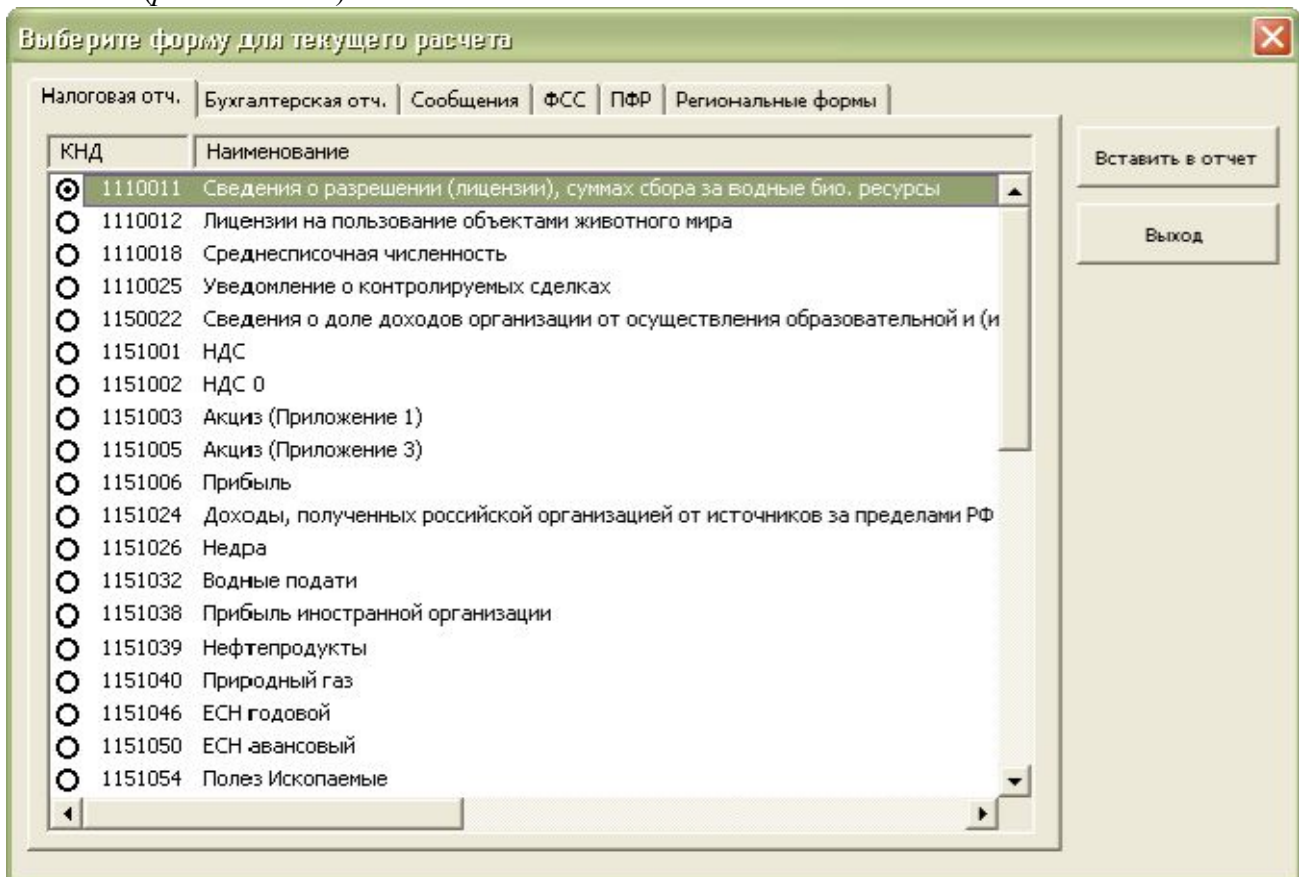 Выберите форму для текущего расчета
Налоговая отч. Бухгалтерская отч. Сообщения ФСС ПФР Региональные формы
КНД Наименование
Вставить в отчет
1110011 Сведения о разрешении (лицензии), суммах сбора за водные био. ресурсы
1110012 Лицензии на пользование объектами животного мира
Выход
1110018 Среднесписочная численность
1110025 Уведомление о контролируемых сделках
1150022 Сведения о доле доходов организации от осуществления образовательной и (и
1151001 НДС
1151002 НДС 0
1151003 Акциз (Приложение 1)
1151005 Акциз (Приложение 3)
1151006 Прибыль
1151024 Доходы, полученных российской организацией от источников за пределами РФ
1151026 Недра
1151032 Водные подати
1151038 Прибыль иностранной организации
1151039 Нефтепродукты
1151040 Природный газ
1151046 ЕСН годовой
1151050 ЕСН авансовый
1151054 Полез Ископаемые